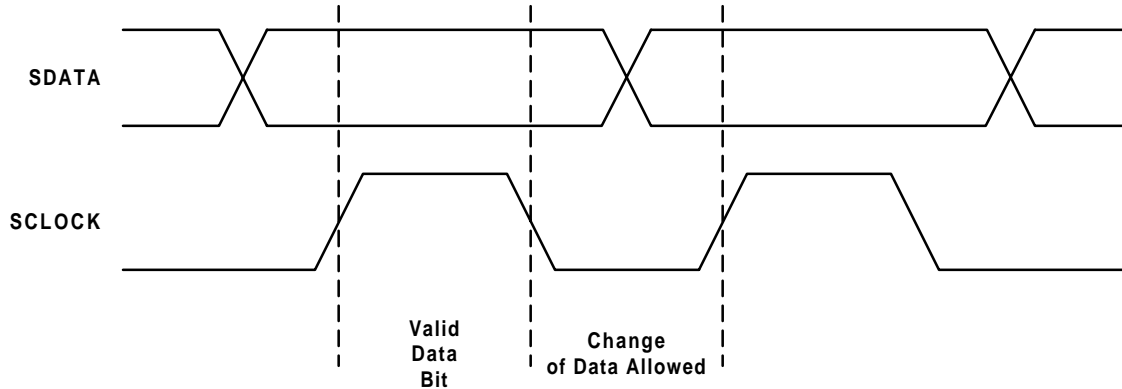 SDATA
SCLOCK
Valid
Data
Bit
Change
of Data Allowed